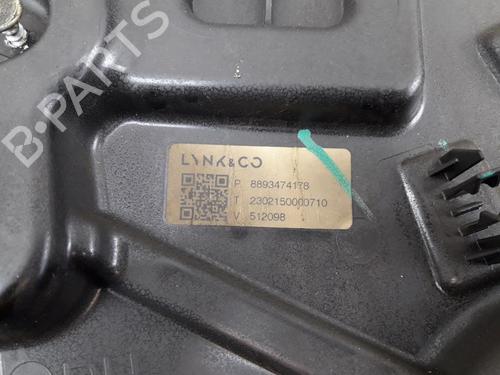 B-PARTS
LYNK&CO
P. 8893474178
T 2302150000710
V 512098